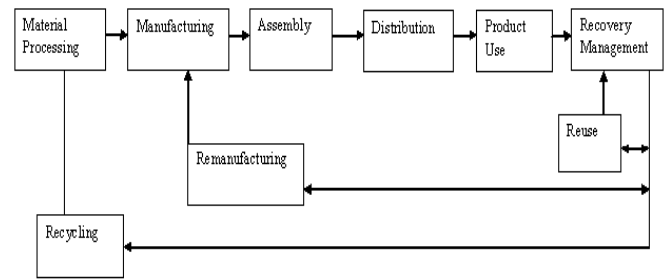 Material
Processing
Manufacturing
Assembly
Distribution
Product
Use
Recovery
Management
Reuse
Remanufacturing
Recycling